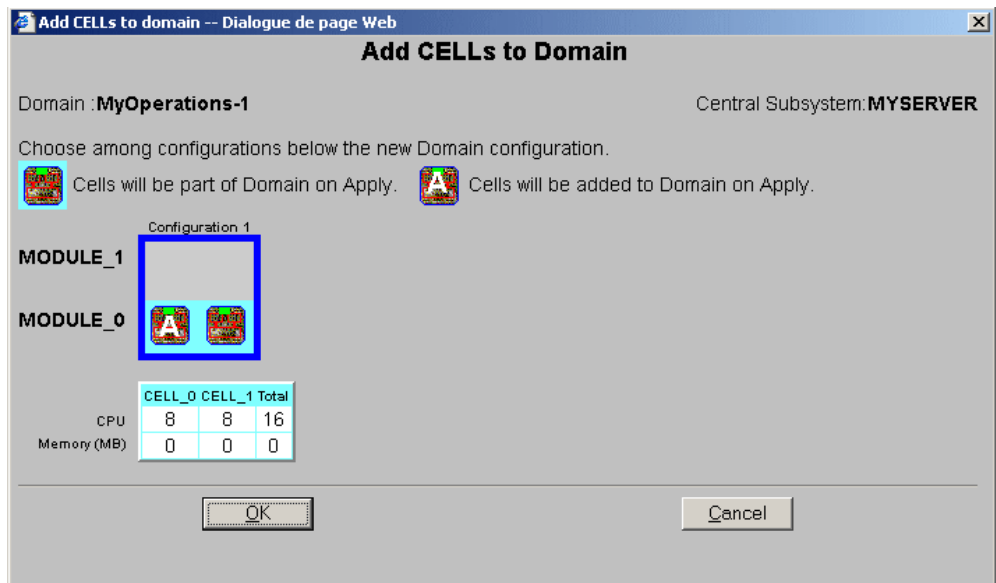 Add CELLs to domain -- Dialogue de page Web
Add CELLs to Domain
Domain :MyOperations-1 Central Subsystem:MYSERVER
Choose among configurations below the new Domain configuration.
Cells will be part of Domain on Apply. A Cells will be added to Domain on Apply.
Configuration 1
MODULE_1
MODULE_0 A
CELL_0 CELL_1 Total
CPU 8 8 16
Memory (MB) 0 0 0
OK Cancel